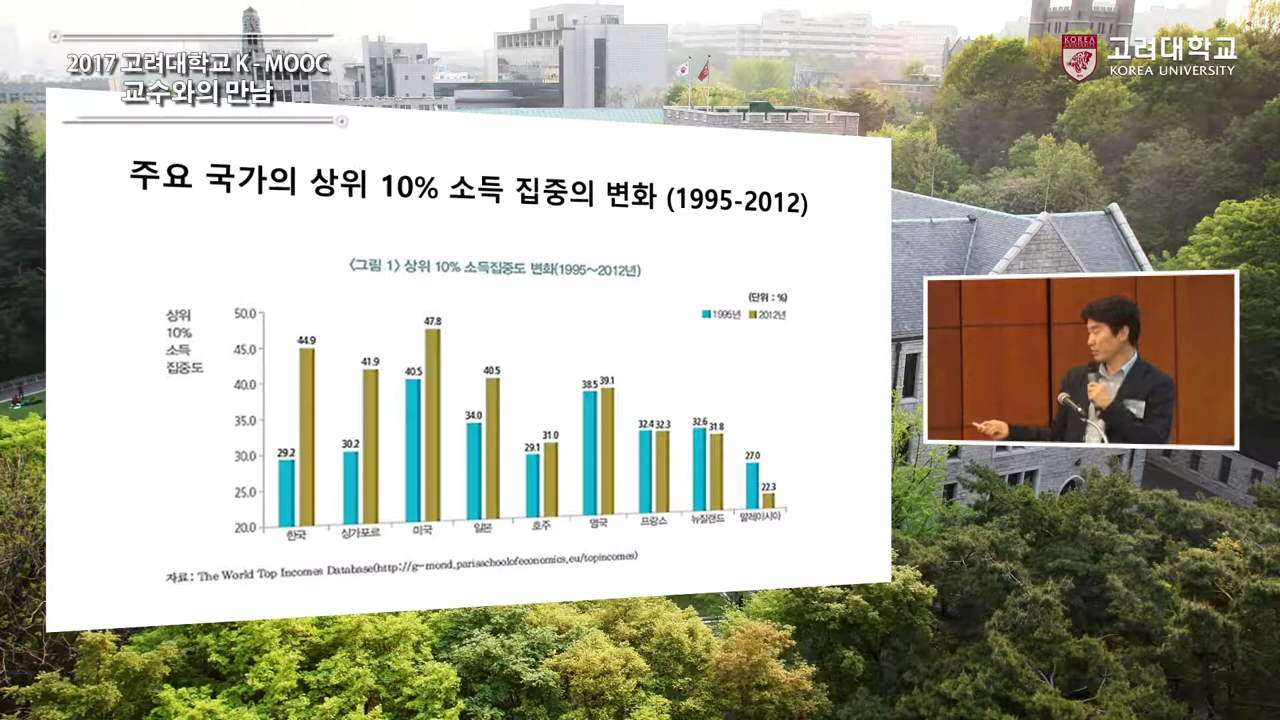 2017 고려대학교 K - MOOC
교수와의 만남
고려대학교
KOREA UNIVERSITY
KOREA
주요 국가의 상위 10% 소득 집중의 변화 (1995-2012)
〈그림 1〉 상위 10% 소득집중도 변화(1995~2012년)
(단위 : %)
1995년 2012년
상위
10%
소득
집중도
50.0
45.0
40.0
35.0
30.0
25.0
20.0
29.2 44.9
30.2 41.9
40.5 47.8
34.0 40.5
29.1 31.0
38.5 39.1
32.4 32.3
32.6 31.8
27.0 22.3
한국 싱가포르 미국 일본 호주 영국 프랑스 뉴질랜드 말레이시아
자료 : The World Top Incomes Database(http://g-mond.parisschoolofeconomics.eu/topincomes)